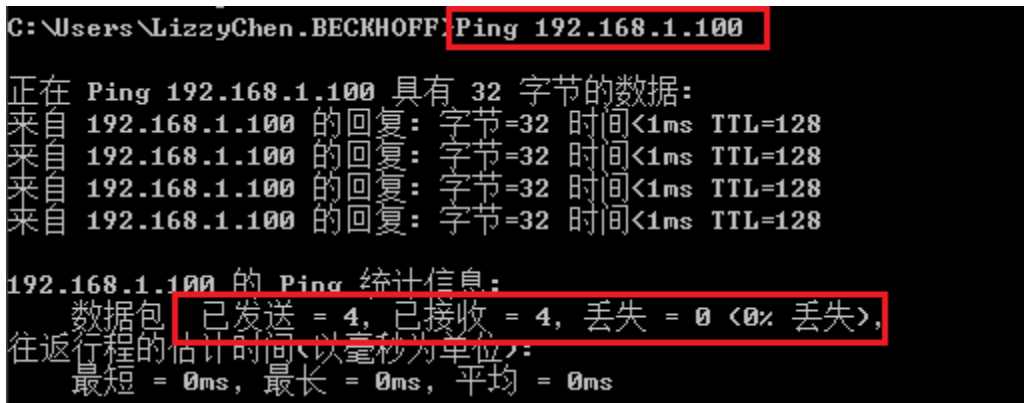 C:\Users\LizzyChen.BECKHOFF>Ping 192.168.1.100
正在 Ping 192.168.1.100 具有 32 字节的数据:
来自 192.168.1.100 的回复: 字节=32 时间<1ms TTL=128
来自 192.168.1.100 的回复: 字节=32 时间<1ms TTL=128
来自 192.168.1.100 的回复: 字节=32 时间<1ms TTL=128
来自 192.168.1.100 的回复: 字节=32 时间<1ms TTL=128
192.168.1.100 的 Ping 统计信息:
数据包 已发送 = 4, 已接收 = 4, 丢失 = 0 (0% 丢失),
往返行程的估计时间(以毫秒为单位):
最短 = 0ms, 最长 = 0ms, 平均 = 0ms